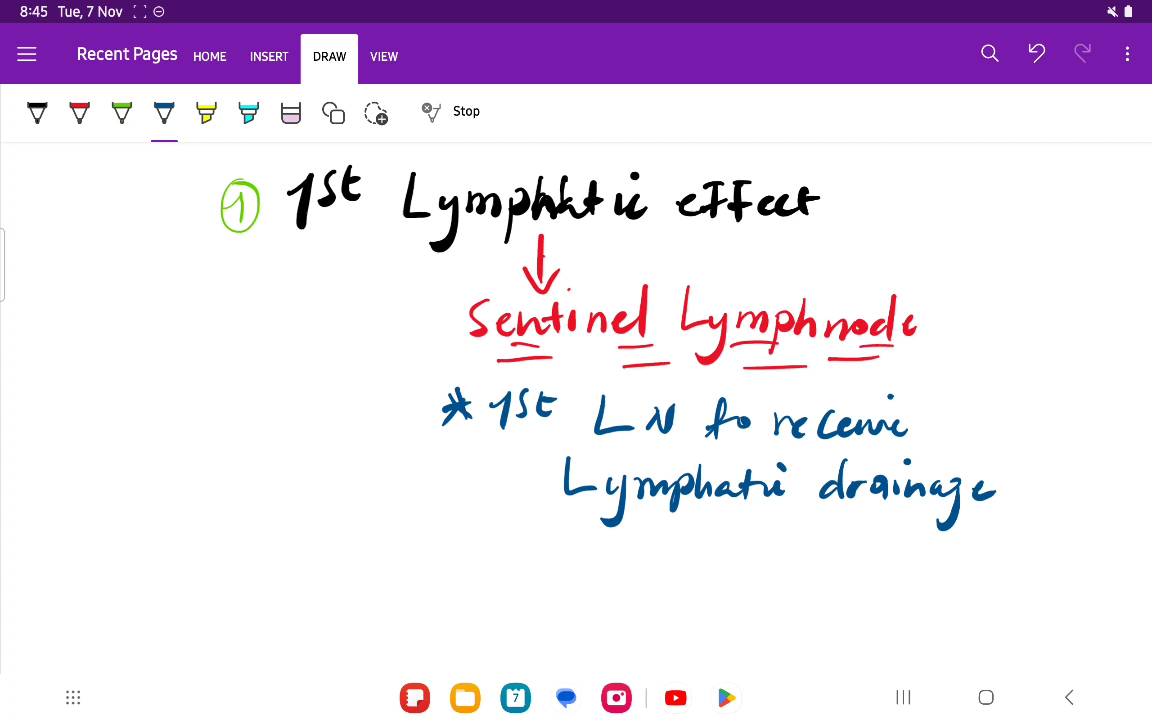 8:45 Tue, 7 Nov
Recent Pages HOME INSERT DRAW VIEW
Stop
① 1st Lymphatic effect
Sentinel Lymphnode
* 1st LN to receive
Lymphatic drainage
7